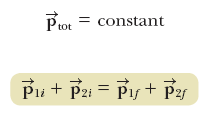 p⃗tot = constant
p⃗1i + p⃗2i = p⃗1f + p⃗2f